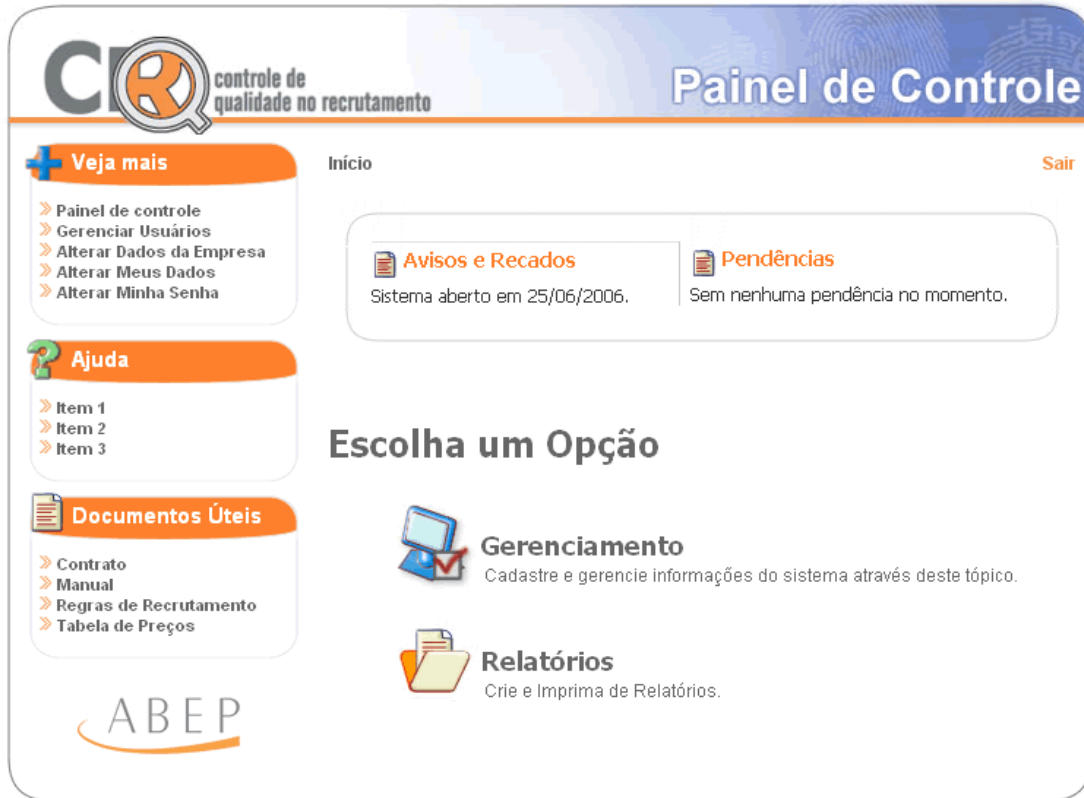 CRQ controle de
qualidade no recrutamento
Painel de Controle
Veja mais
Painel de controle
Gerenciar Usuários
Alterar Dados da Empresa
Alterar Meus Dados
Alterar Minha Senha
Ajuda
Item 1
Item 2
Item 3
Documentos Úteis
Contrato
Manual
Regras de Recrutamento
Tabela de Preços
ABEP
Início
Sair
Avisos e Recados
Sistema aberto em 25/06/2006.
Pendências
Sem nenhuma pendência no momento.
Escolha um Opção
Gerenciamento
Cadastre e gerencie informações do sistema através deste tópico.
Relatórios
Crie e Imprima de Relatórios.